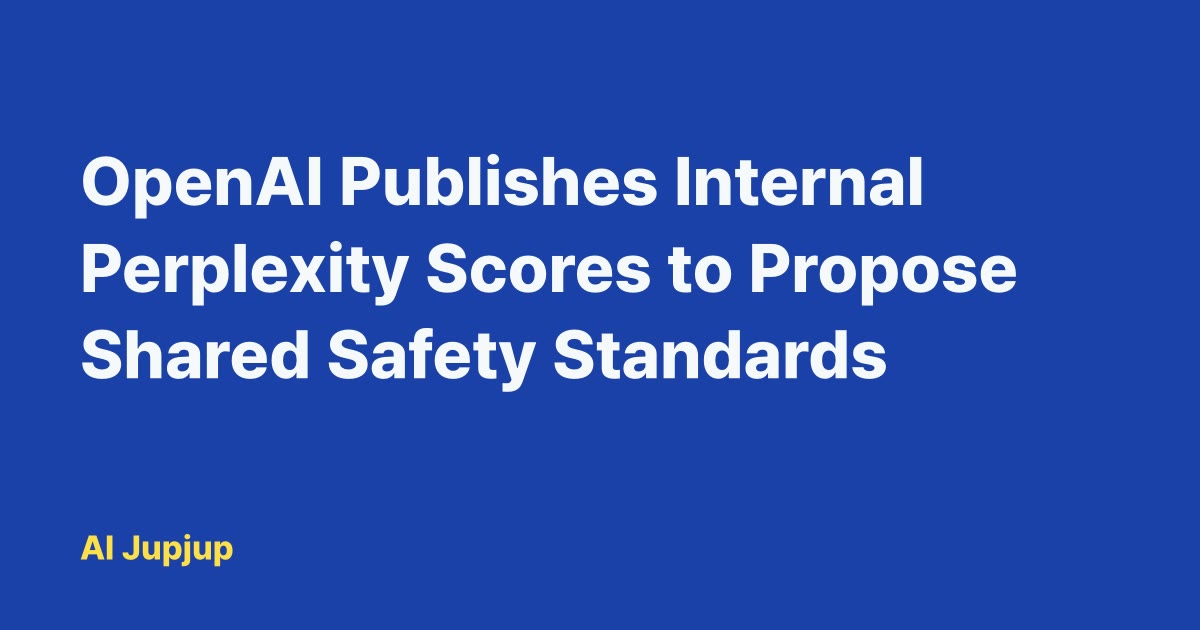 OpenAI Publishes Internal
Perplexity Scores to Propose
Shared Safety Standards
AI Jupjup